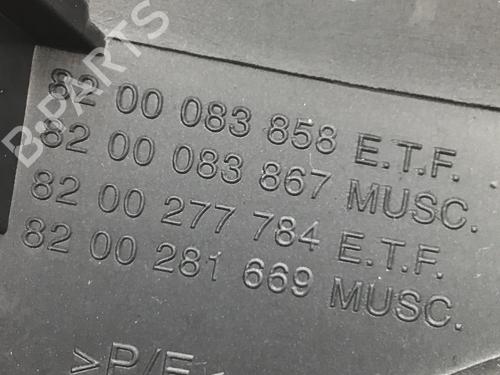 82 00 083 858 E.T.F.
82 00 083 867 MUSC.
82 00 277 784 E.T.F.
82 00 281 669 MUSC.
B-PARTS